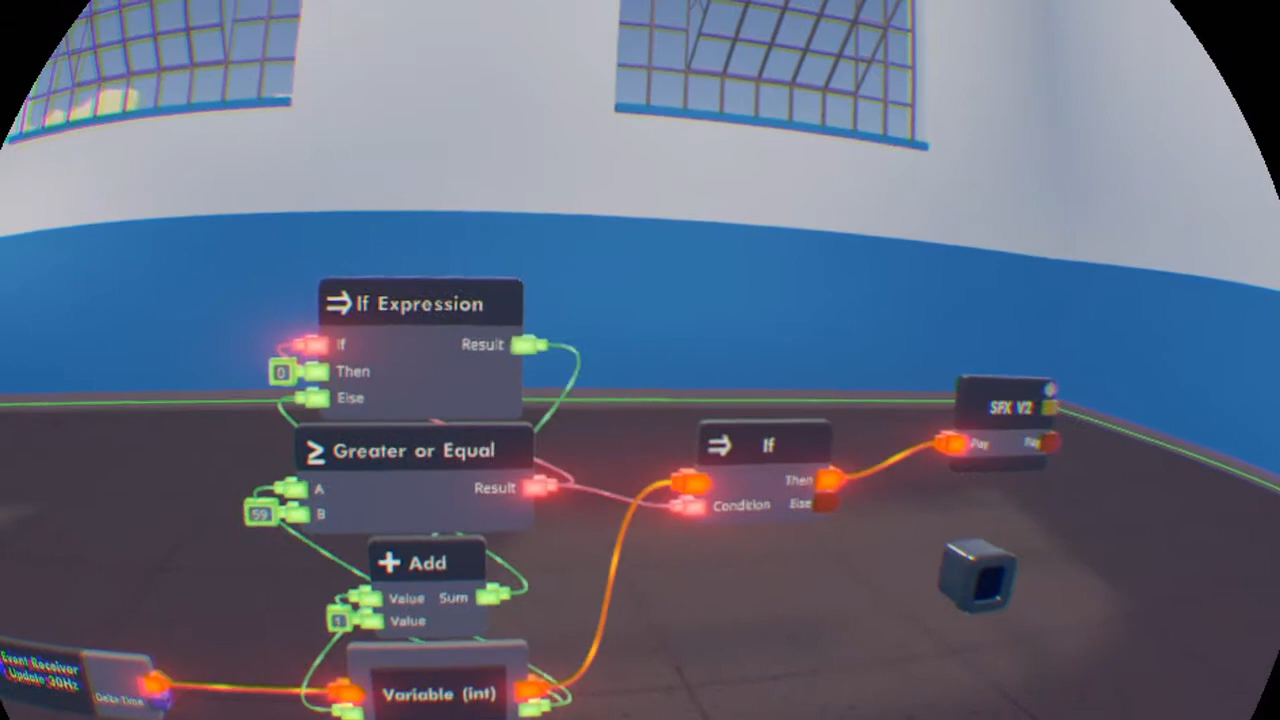 If Expression
If Result
0 Then
Else
Greater or Equal
A Result
59 B
Add
Value Sum
1 Value
Variable (int)
If
Then
Condition Else
SFX V2
Play
Event Receiver
Update 30Hz
Delta Time